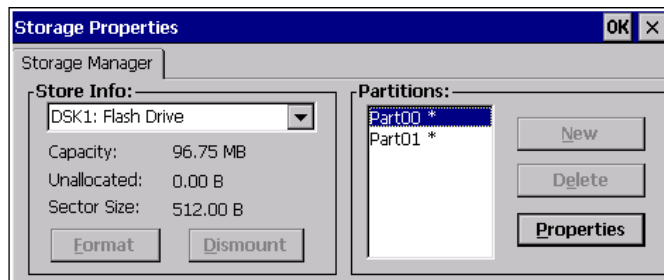 Storage Properties OK ×
Storage Manager
Store Info:
DSK1: Flash Drive
Capacity: 96.75 MB
Unallocated: 0.00 B
Sector Size: 512.00 B
Format Dismount
Partitions:
Part00 *
Part01 *
New
Delete
Properties